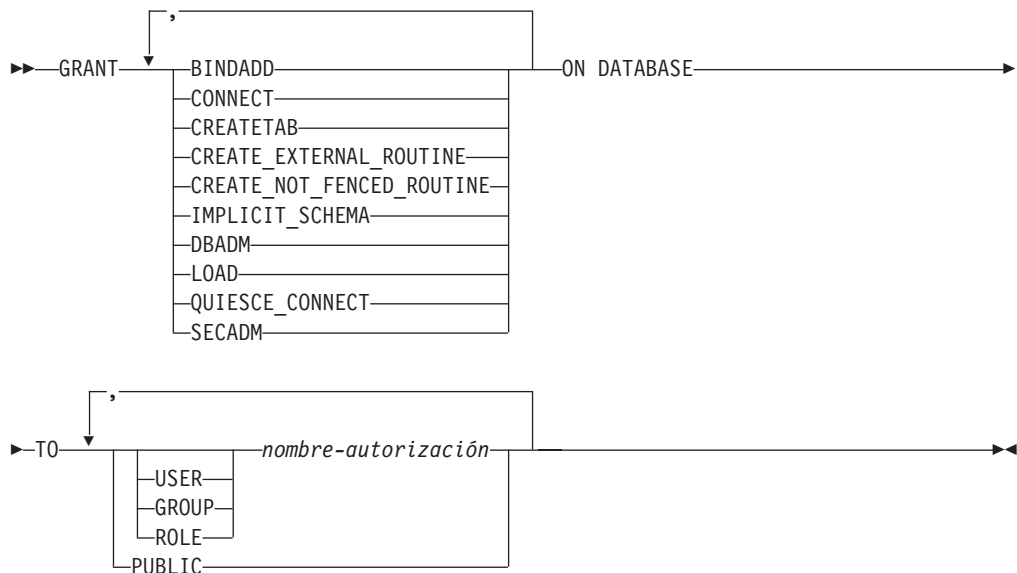 ,
GRANT BINDADD ON DATABASE
CONNECT
CREATETAB
CREATE_EXTERNAL_ROUTINE
CREATE_NOT_FENCED_ROUTINE
IMPLICIT_SCHEMA
DBADM
LOAD
QUIESCE_CONNECT
SECADM
,
TO nombre-autorización
USER
GROUP
ROLE
PUBLIC